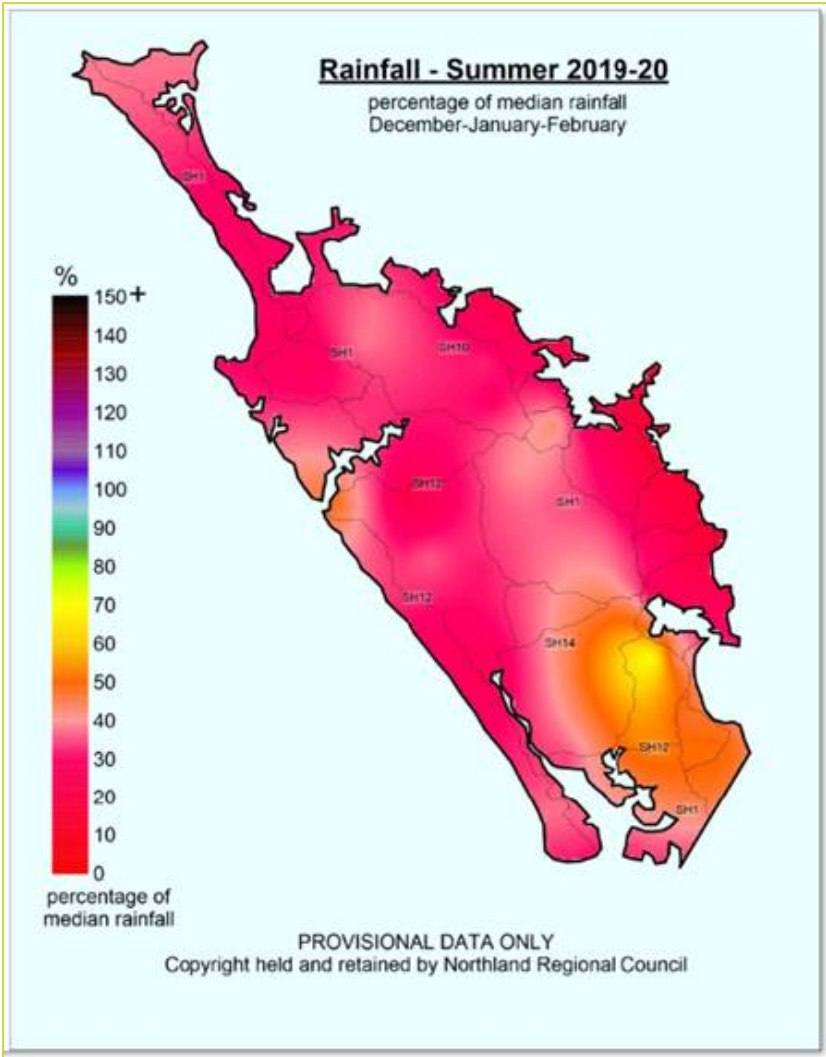 Rainfall - Summer 2019-20
percentage of median rainfall
December-January-February
SH1
%
150+
140
130
120
110
100
90
80
70
60
50
40
30
20
10
0
percentage of
median rainfall
SH1
SH10
SH12
SH1
SH12
SH14
SH12
SH1
PROVISIONAL DATA ONLY
Copyright held and retained by Northland Regional Council